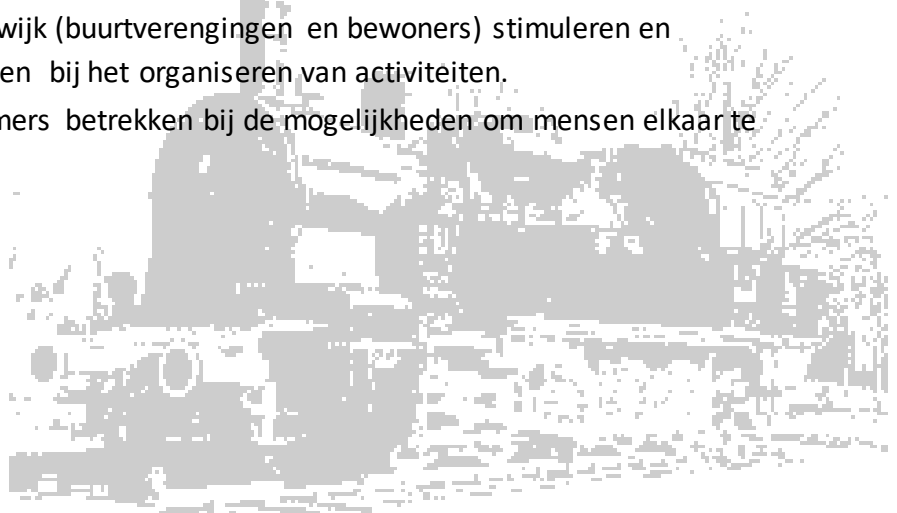 wijk (buurtverengingen en bewoners) stimuleren en
en bij het organiseren van activiteiten.
mers betrekken bij de mogelijkheden om mensen elkaar te